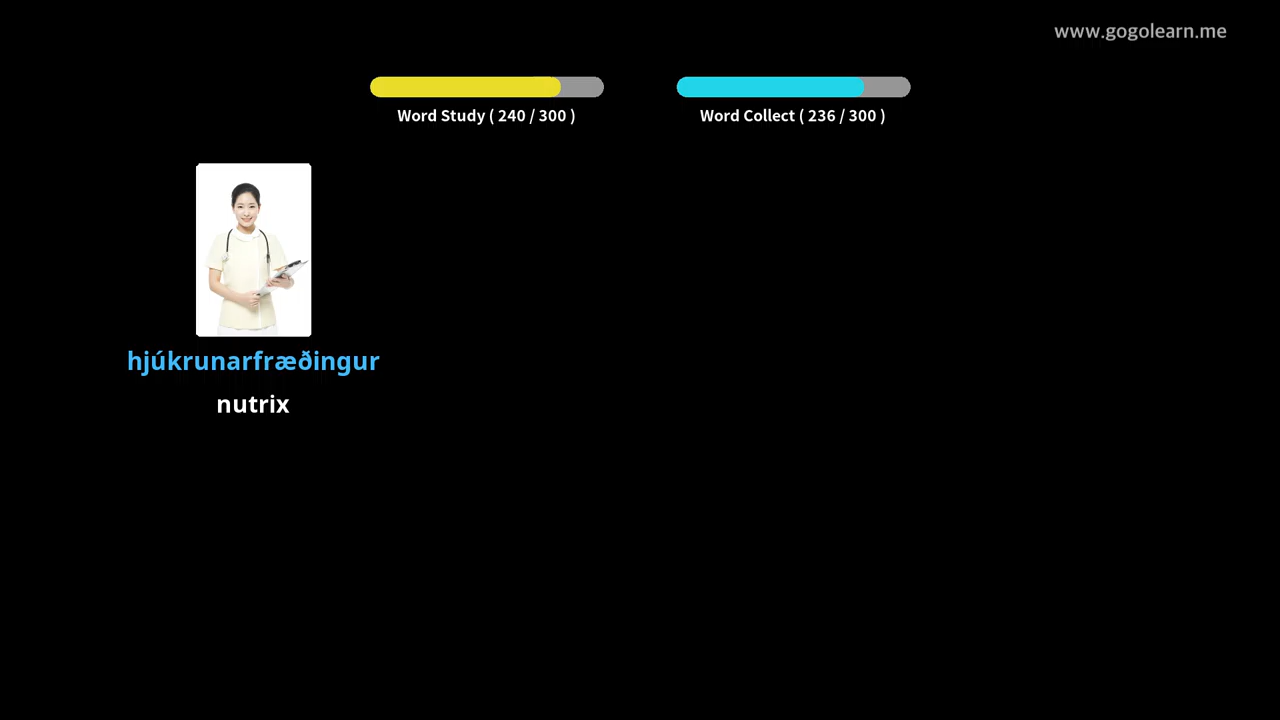 www.gogolearn.me
Word Study ( 240 / 300 )
Word Collect ( 236 / 300 )
hjúkrunarfræðingur
nutrix